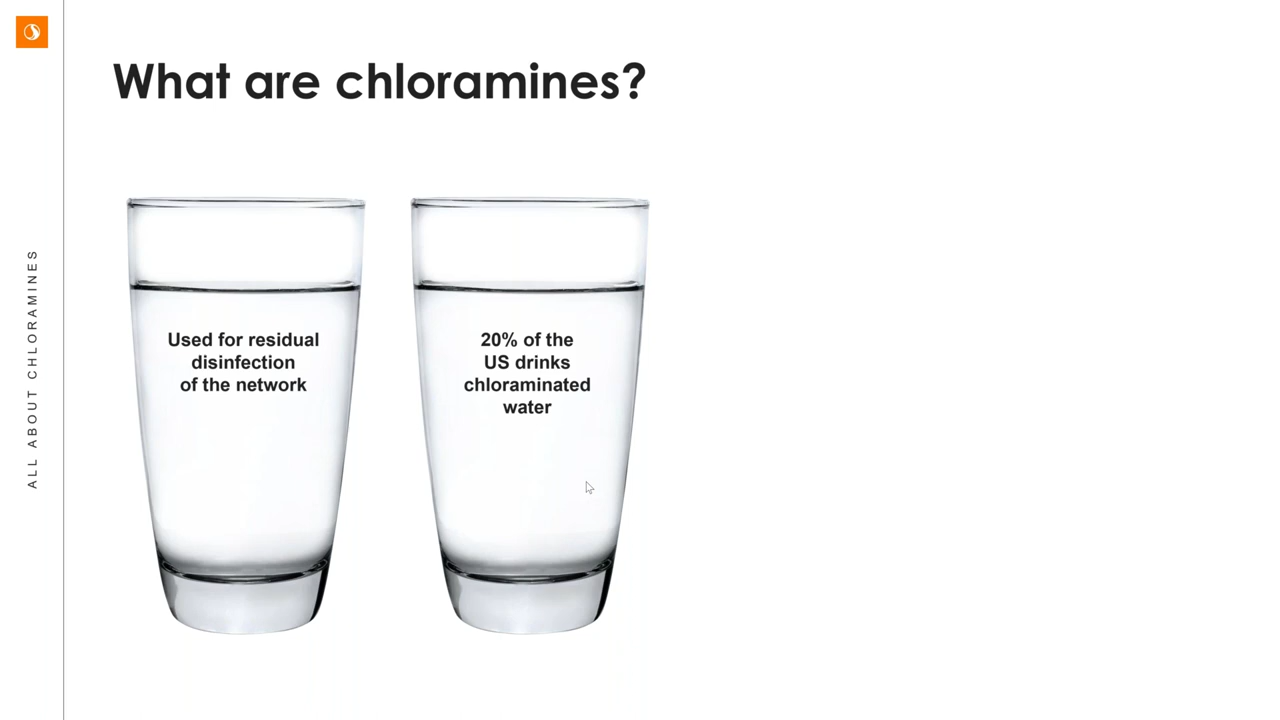 What are chloramines?
Used for residual
disinfection
of the network
20% of the
US drinks
chloraminated
water
ALL ABOUT CHLORAMINES